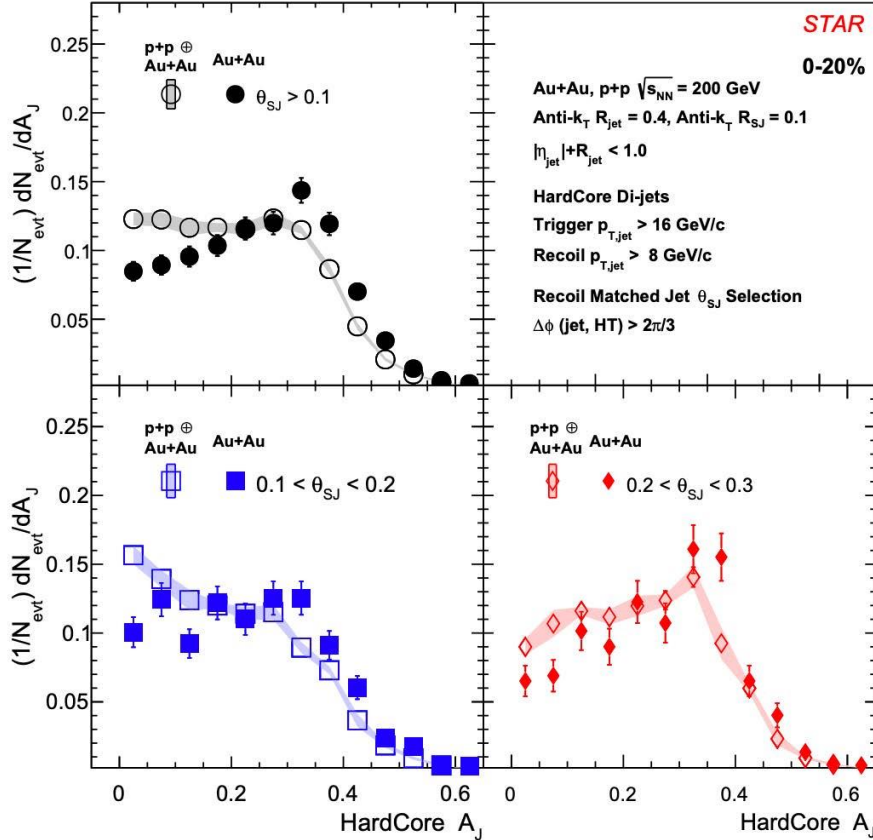 STAR
0-20%
p+p ⊕
Au+Au
Au+Au
θSJ > 0.1
Au+Au, p+p √sNN = 200 GeV
Anti-kT Rjet = 0.4, Anti-kT RSJ = 0.1
|ηjet|+Rjet < 1.0
HardCore Di-jets
Trigger pT,jet > 16 GeV/c
Recoil pT,jet > 8 GeV/c
Recoil Matched Jet θSJ Selection
Δϕ (jet, HT) > 2π/3
(1/Nevt) dNevt/dAJ
0.25
0.2
0.15
0.1
0.05
p+p ⊕
Au+Au
Au+Au
0.1 < θSJ < 0.2
(1/Nevt) dNevt/dAJ
0.25
0.2
0.15
0.1
0.05
0 0.2 0.4 0.6
HardCore AJ
p+p ⊕
Au+Au
Au+Au
0.2 < θSJ < 0.3
0 0.2 0.4 0.6
HardCore AJ